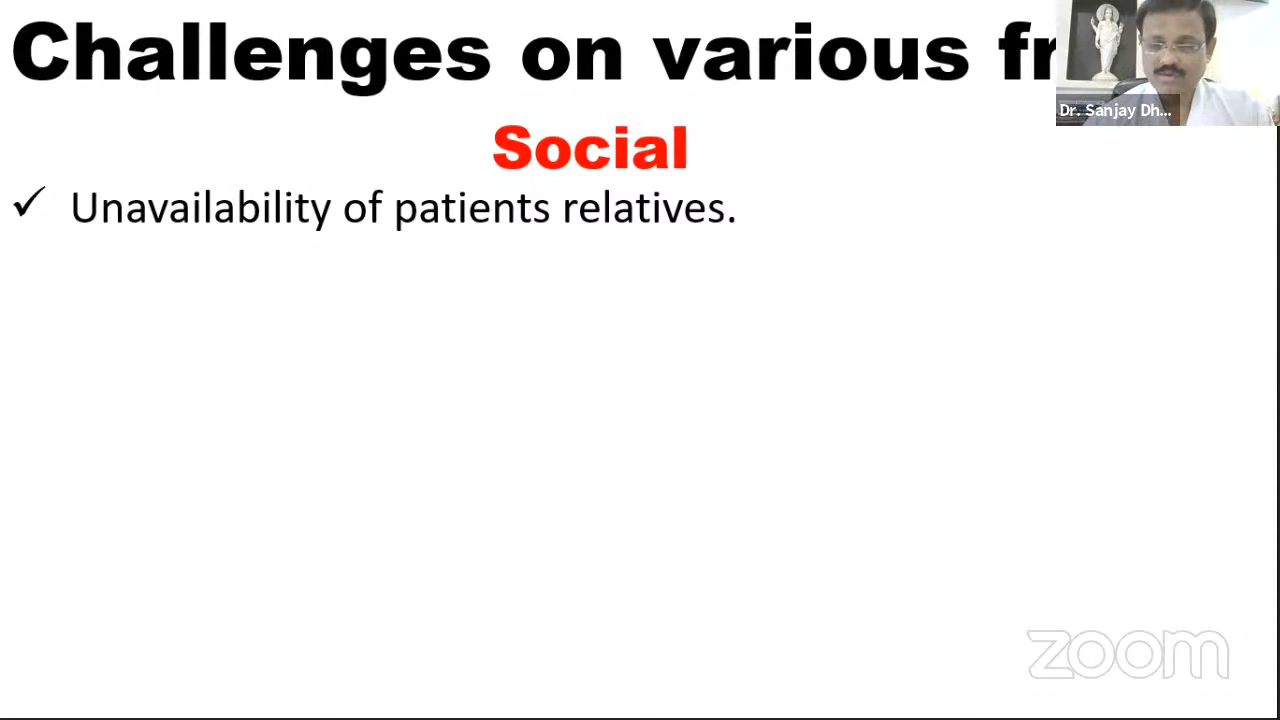 Challenges on various fr
Dr. Sanjay Dh...
Social
✓ Unavailability of patients relatives.
zoom